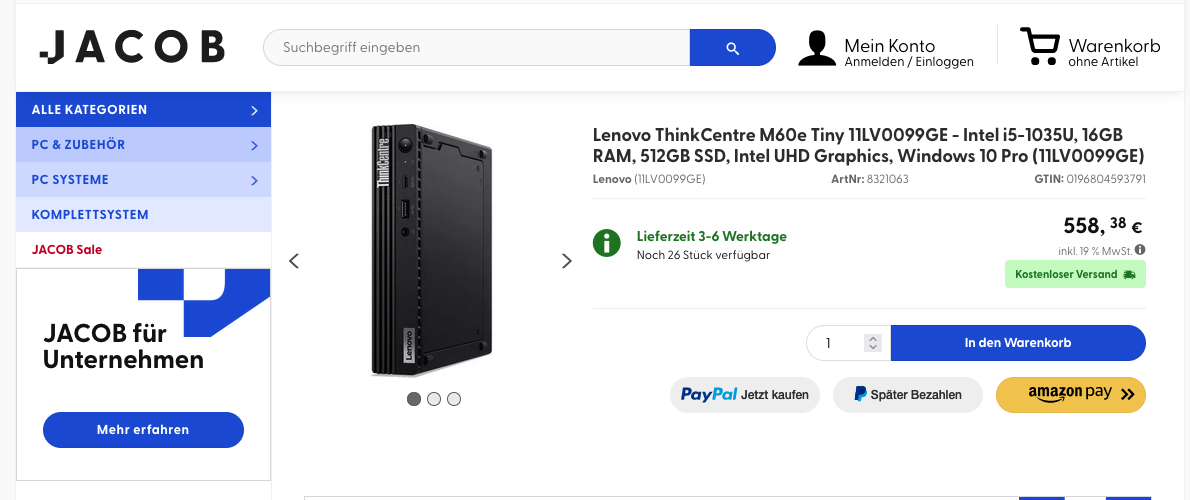 JACOB
Suchbegriff eingeben
Mein Konto
Anmelden / Einloggen
Warenkorb
ohne Artikel
ALLE KATEGORIEN
PC & ZUBEHÖR
PC SYSTEME
KOMPLETTSYSTEM
JACOB Sale
JACOB für
Unternehmen
Mehr erfahren
ThinkCentre
Lenovo
Lenovo ThinkCentre M60e Tiny 11LV0099GE - Intel i5-1035U, 16GB
RAM, 512GB SSD, Intel UHD Graphics, Windows 10 Pro (11LV0099GE)
Lenovo (11LV0099GE) ArtNr: 8321063 GTIN: 0196804593791
Lieferzeit 3-6 Werktage
Noch 26 Stück verfügbar
558,38 €
inkl. 19 % MwSt.
Kostenloser Versand
1
In den Warenkorb
PayPal Jetzt kaufen
Später Bezahlen
amazon pay